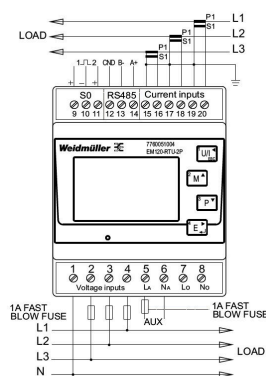 P1 L1
S1
LOAD P1 L2
S1
P1 L3
S1
1 2 GND B- A+
+ - +
S0 RS485 Current inputs
9 10 11 12 13 14 15 16 17 18 19 20
Weidmüller 7760051004
EM120-RTU-2P
U/I
M
P
E
1 2 3 4 5 6 7 8
Voltage inputs LA NA Lo No
1A FAST
BLOW FUSE
AUX
1A FAST
BLOW FUSE
L1
L2
L3
N
LOAD